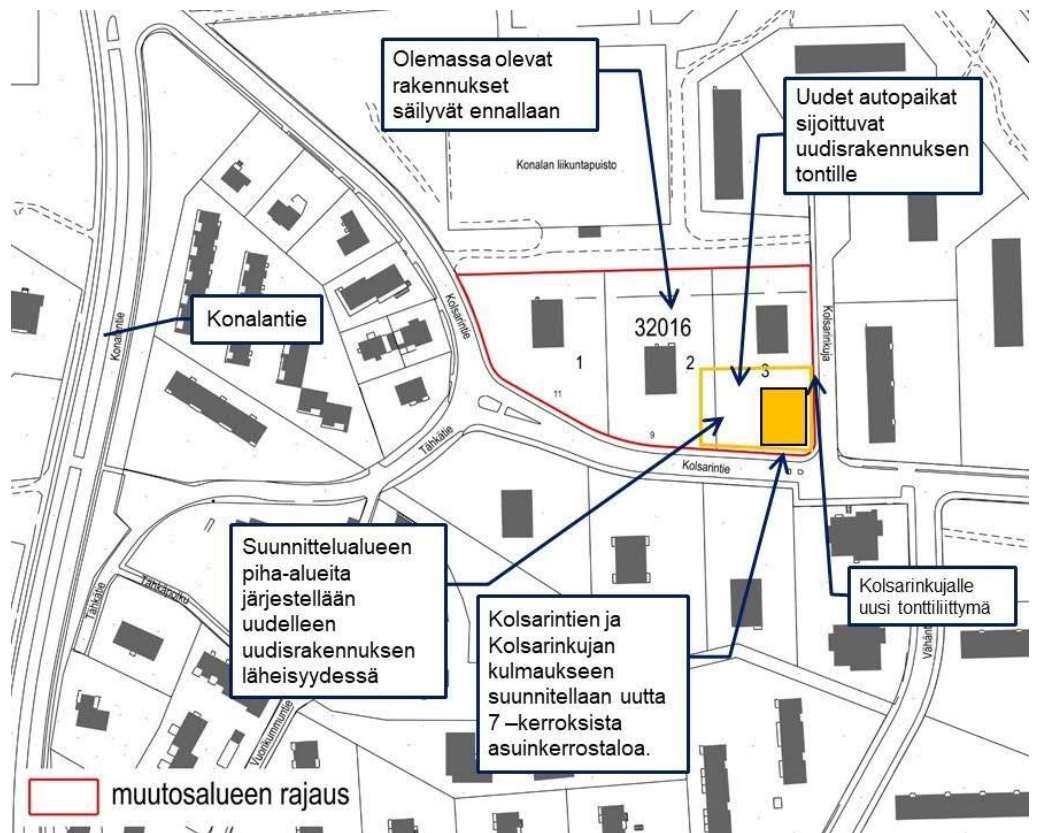 Olemassa olevat
rakennukset
säilyvät ennallaan
Uudet autopaikat
sijoittuvat
uudisrakennuksen
tontille
Konalan liikuntapuisto
Kolsarintie
Konalantie
Konalantie
Kolsarinkuja
32016
1
2
3
11
9
Kolsarintie
Tähkätie
Suunnittelualueen
piha-alueita
järjestellään
uudelleen
uudisrakennuksen
läheisyydessä
Kolsarintien ja
Kolsarinkujan
kulmaukseen
suunnitellaan uutta
7 –kerroksista
asuinkerrostaloa.
Kolsarinkujalle
uusi tonttiliittymä
Tähkäpolku
Tähkätie
Vuorikummuntie
muutosalueen rajaus